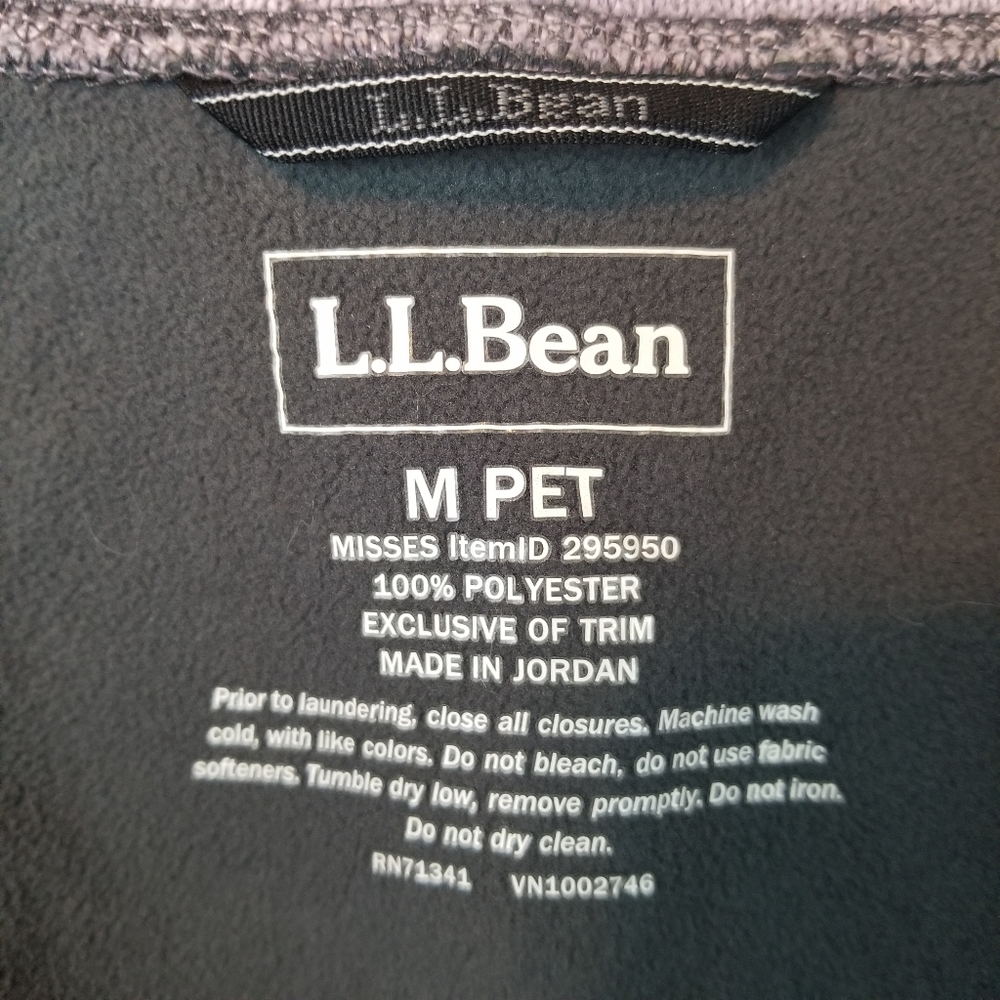 L.L.Bean
L.L.Bean
M PET
MISSES ItemID 295950
100% POLYESTER
EXCLUSIVE OF TRIM
MADE IN JORDAN
Prior to laundering, close all closures. Machine wash
cold, with like colors. Do not bleach, do not use fabric
softeners. Tumble dry low, remove promptly. Do not iron.
Do not dry clean.
RN71341 VN1002746